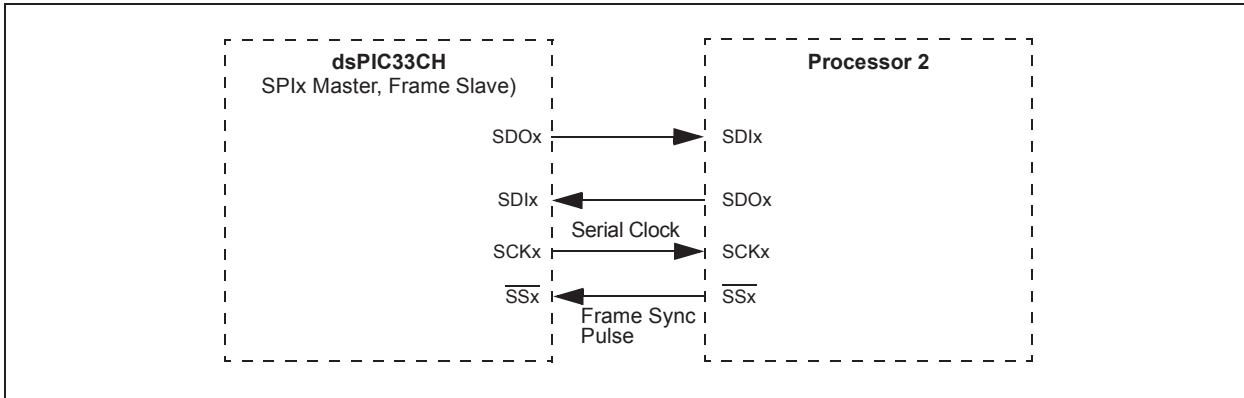 dsPIC33CH
SPIx Master, Frame Slave)
Processor 2
SDOx
SDIx
SDIx
SDOx
Serial Clock
SCKx
SCKx
SSx
SSx
Frame Sync
Pulse